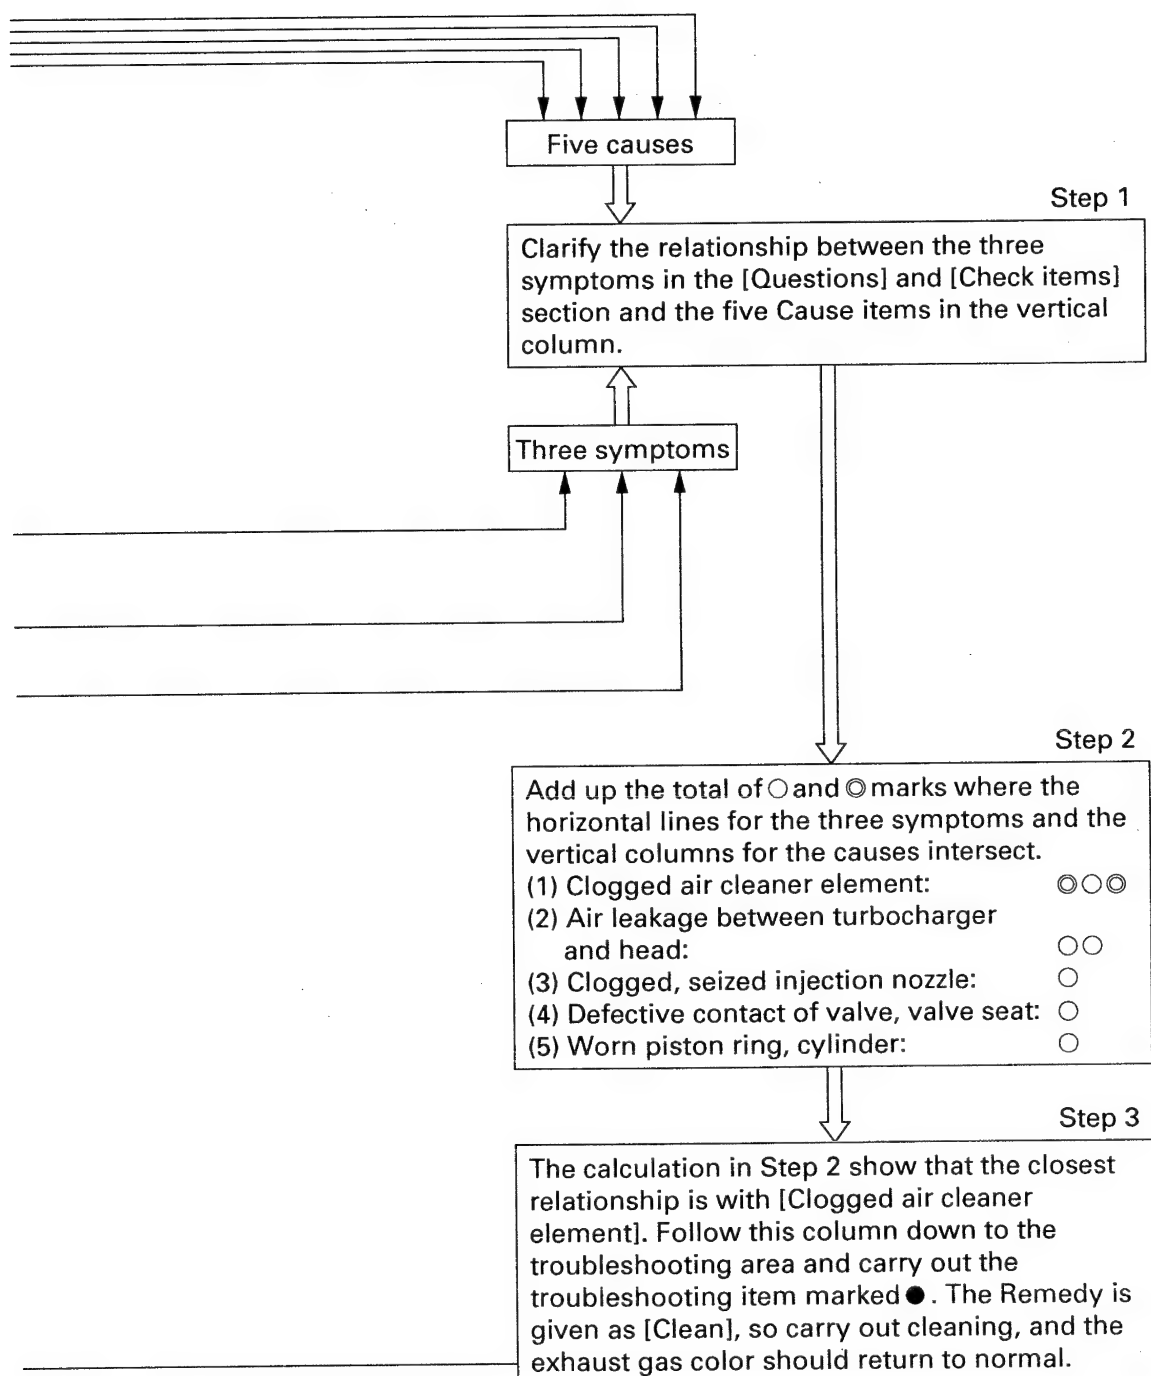 Five causes
Step 1
Clarify the relationship between the three
symptoms in the [Questions] and [Check items]
section and the five Cause items in the vertical
column.
Three symptoms
Step 2
Add up the total of ○ and ◎ marks where the
horizontal lines for the three symptoms and the
vertical columns for the causes intersect.
(1) Clogged air cleaner element: ◎○◎
(2) Air leakage between turbocharger
and head: ○○
(3) Clogged, seized injection nozzle: ○
(4) Defective contact of valve, valve seat: ○
(5) Worn piston ring, cylinder: ○
Step 3
The calculation in Step 2 show that the closest
relationship is with [Clogged air cleaner
element]. Follow this column down to the
troubleshooting area and carry out the
troubleshooting item marked ●. The Remedy is
given as [Clean], so carry out cleaning, and the
exhaust gas color should return to normal.